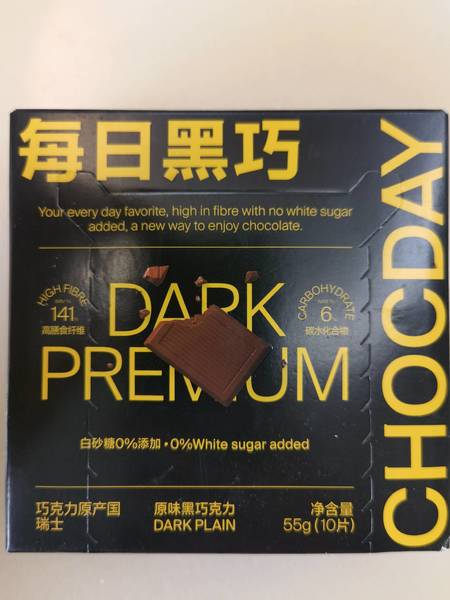 每日黑巧
CHOCDAY
Your every day favorite, high in fibre with no white sugar
added, a new way to enjoy chocolate.
HIGH FIBRE
141
高膳食纤维
CARBOHYDRATE
6
碳水化合物
DARK
PREMIUM
白砂糖0%添加•0%White sugar added
巧克力原产国
瑞士
原味黑巧克力
DARK PLAIN
净含量
55g (10片)